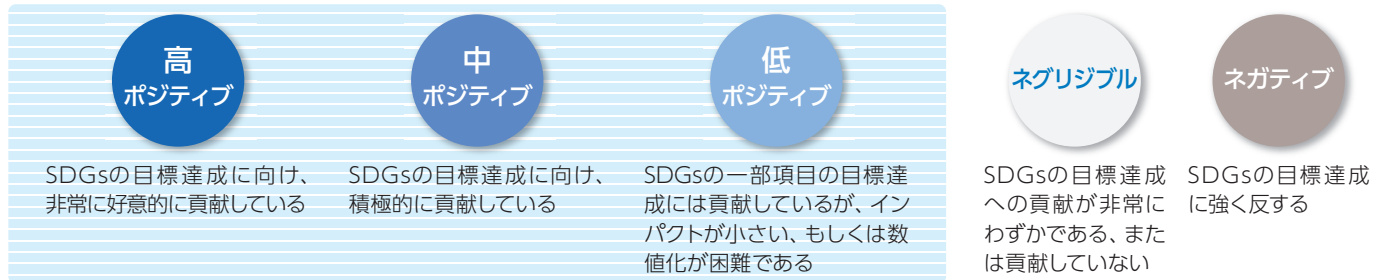 高
ポジティブ
SDGsの目標達成に向け、
非常に好意的に貢献している
中
ポジティブ
SDGsの目標達成に向け、
積極的に貢献している
低
ポジティブ
SDGsの一部項目の目標達
成には貢献しているが、イン
パクトが小さい、もしくは数
値化が困難である
ネグリジブル
SDGsの目標達成
への貢献が非常に
わずかである、また
は貢献していない
ネガティブ
SDGsの目標達成
に強く反する